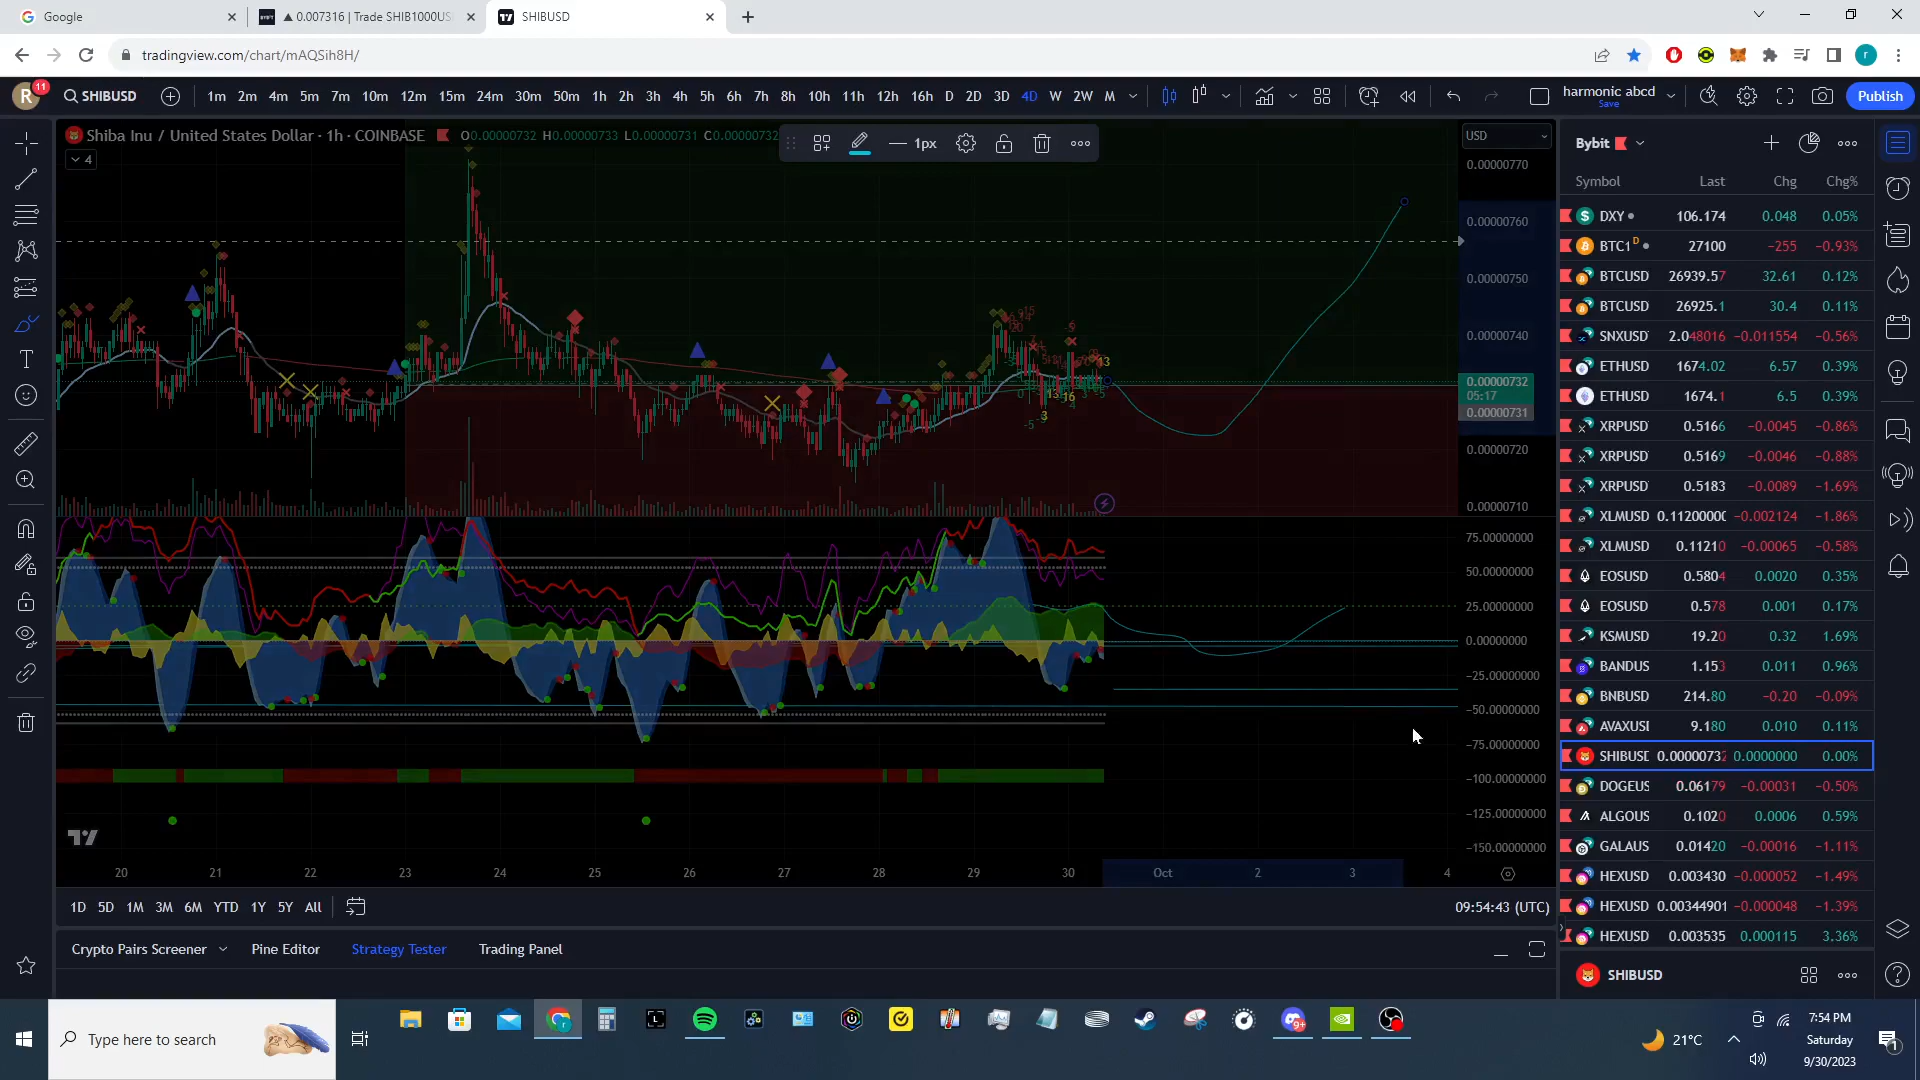 Google
▲ 0.007316 | Trade SHIB1000US
SHIBUSD
tradingview.com/chart/mAQSih8H/
R 11
SHIBUSD
1m 2m 4m 5m 7m 10m 12m 15m 24m 30m 50m 1h 2h 3h 4h 5h 6h 7h 8h 10h 11h 12h 16h D 2D 3D 4D W 2W M
harmonic abcd
Save
Publish
Shiba Inu / United States Dollar · 1h · COINBASE
O0.00000732 H0.00000733 L0.00000731 C0.00000732
4
1px
USD
0.00000770
0.00000760
0.00000750
0.00000740
0.00000732
05:17
0.00000731
0.00000720
0.00000710
75.00000000
50.00000000
25.00000000
0.00000000
−25.00000000
−50.00000000
−75.00000000
−100.00000000
−125.00000000
−150.00000000
20 21 22 23 24 25 26 27 28 29 30 Oct 2 3 4
1D 5D 1M 3M 6M YTD 1Y 5Y All
09:54:43 (UTC)
Crypto Pairs Screener
Pine Editor
Strategy Tester
Trading Panel
Bybit
Symbol Last Chg Chg%
DXY 106.174 0.048 0.05%
BTC1 D 27100 −255 −0.93%
BTCUSD 26939.57 32.61 0.12%
BTCUSD 26925.1 30.4 0.11%
SNXUSD 2.048016 −0.011554 −0.56%
ETHUSD 1674.02 6.57 0.39%
ETHUSD 1674.1 6.5 0.39%
XRPUSD 0.5166 −0.0045 −0.86%
XRPUSD 0.5169 −0.0046 −0.88%
XRPUSD 0.5183 −0.0089 −1.69%
XLMUSD 0.11200000 −0.002124 −1.86%
XLMUSD 0.11210 −0.00065 −0.58%
EOSUSD 0.5804 0.0020 0.35%
EOSUSD 0.578 0.001 0.17%
KSMUSD 19.20 0.32 1.69%
BANDUS 1.153 0.011 0.96%
BNBUSD 214.80 −0.20 −0.09%
AVAXUSI 9.180 0.010 0.11%
SHIBUSD 0.00000732 0.0000000 0.00%
DOGEUS 0.06179 −0.00031 −0.50%
ALGOUS 0.1020 0.0006 0.59%
GALAUS 0.01420 −0.00016 −1.11%
HEXUSD 0.003430 −0.000052 −1.49%
HEXUSD 0.00344901 −0.000048 −1.39%
HEXUSD 0.003535 0.000115 3.36%
SHIBUSD
Type here to search
21°C
7:54 PM
Saturday
9/30/2023